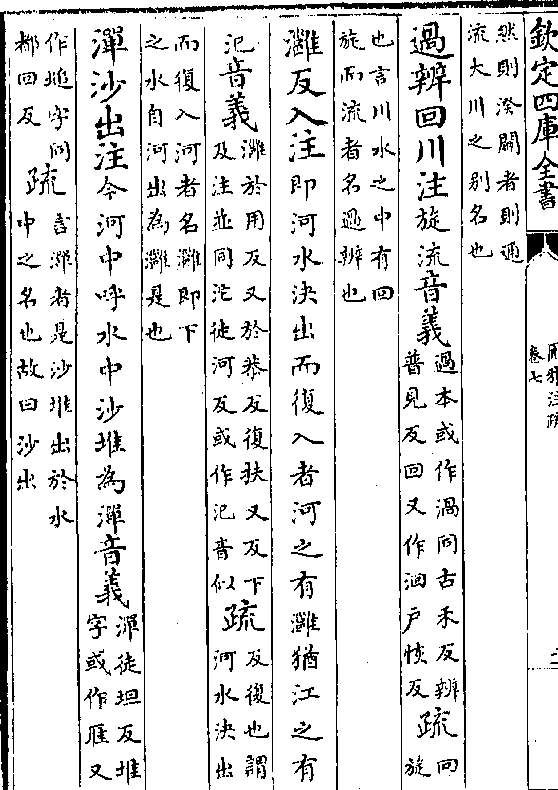 欽定四庫全書
爾雅注疏
卷七
然則湀闢者則通
流大川之别名也
過辨回川注旋流音義過本或作渦同古禾反辨
普見反回又作洄户恢反疏回
旋
也言川水之中有回
旋而流者名過辨也
灉反入注即河水決出而復入者河之有灉猶江之有
氾音義灉於用反又於恭反復扶又反下
及注並同沱徒河反或作氾音似疏反復也謂
河水決出
而復入河者名灉即下
之水自河出為灉是也
潬沙出注今河中呼水中沙堆為潬音義潬徒坦反堆
字或作𨾴又
作塠字同
都回反疏言潬者是沙堆出於水
中之名也故曰沙出